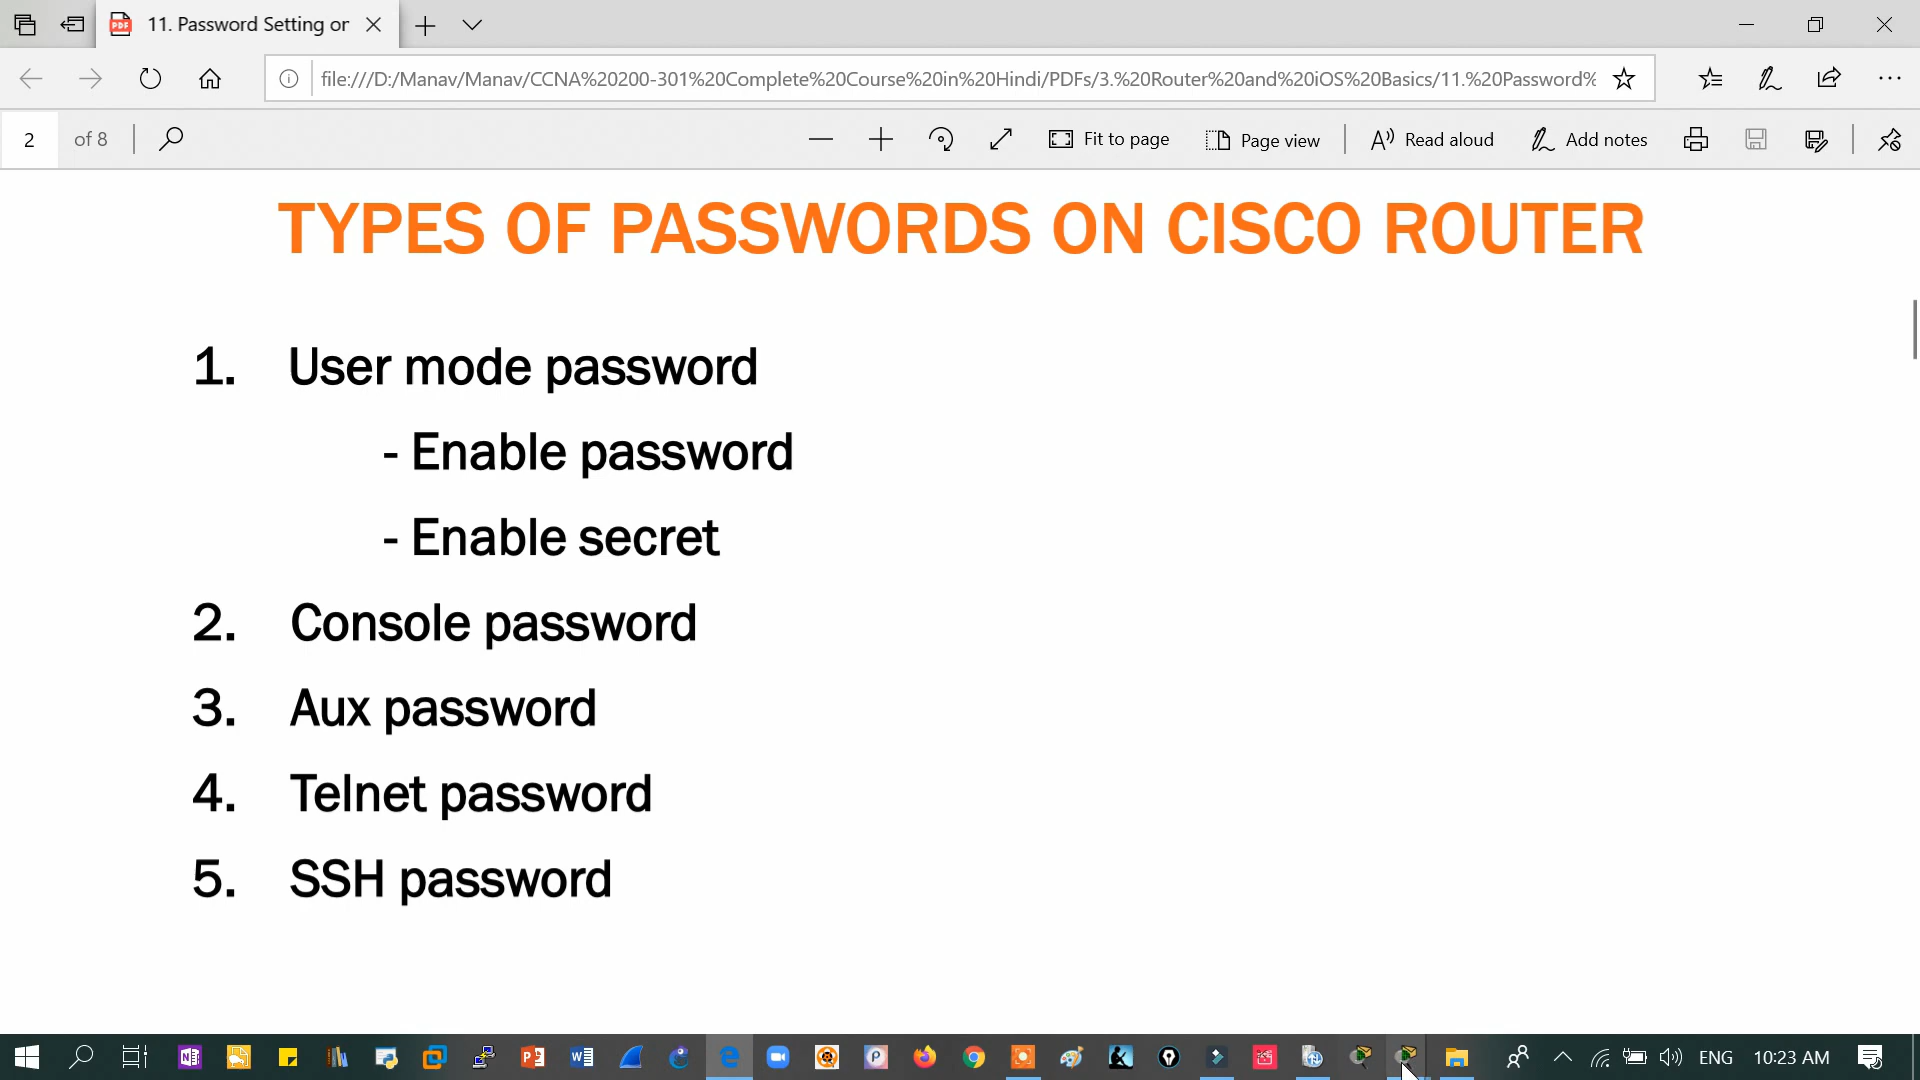 11. Password Setting or
file:///D:/Manav/Manav/CCNA%20200-301%20Complete%20Course%20in%20Hindi/PDFs/3.%20Router%20and%20iOS%20Basics/11.%20Password%
2 of 8 Fit to page Page view Read aloud Add notes
TYPES OF PASSWORDS ON CISCO ROUTER
1. User mode password
- Enable password
- Enable secret
2. Console password
3. Aux password
4. Telnet password
5. SSH password
ENG 10:23 AM